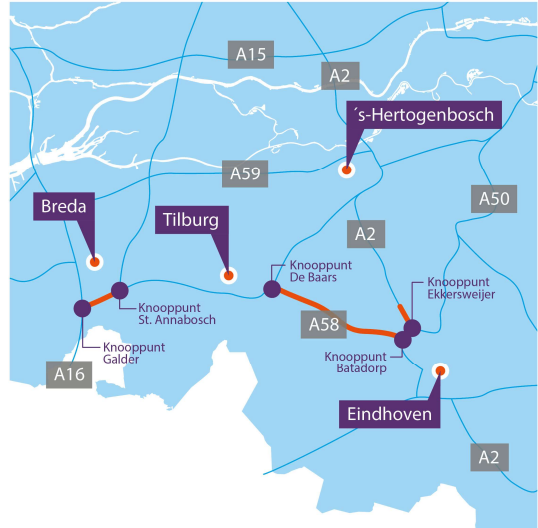 A15
A2
´s-Hertogenbosch
A59
A50
Breda
Tilburg
A2
Knooppunt
De Baars
Knooppunt
Ekkersweijer
Knooppunt
St. Annabosch
A58
Knooppunt
Galder
Knooppunt
Batadorp
A16
Eindhoven
A2